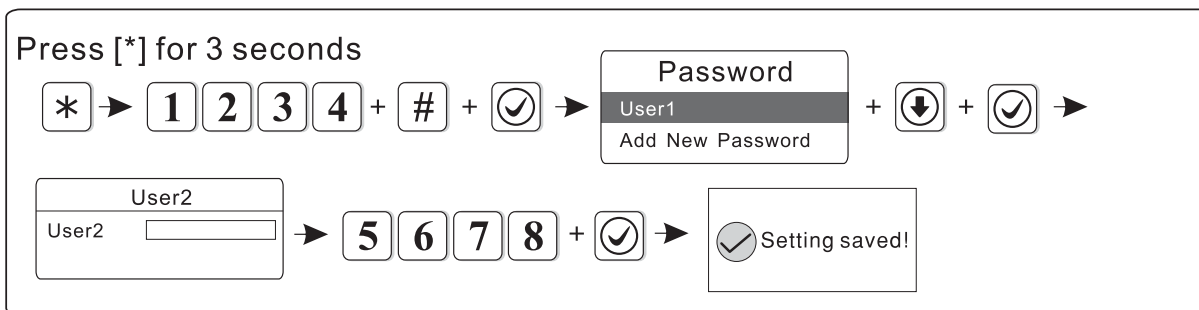 Press [*] for 3 seconds
* 1 2 3 4 + # +
Password
User1
Add New Password
+ +
User2
User2
5 6 7 8 +
Setting saved!